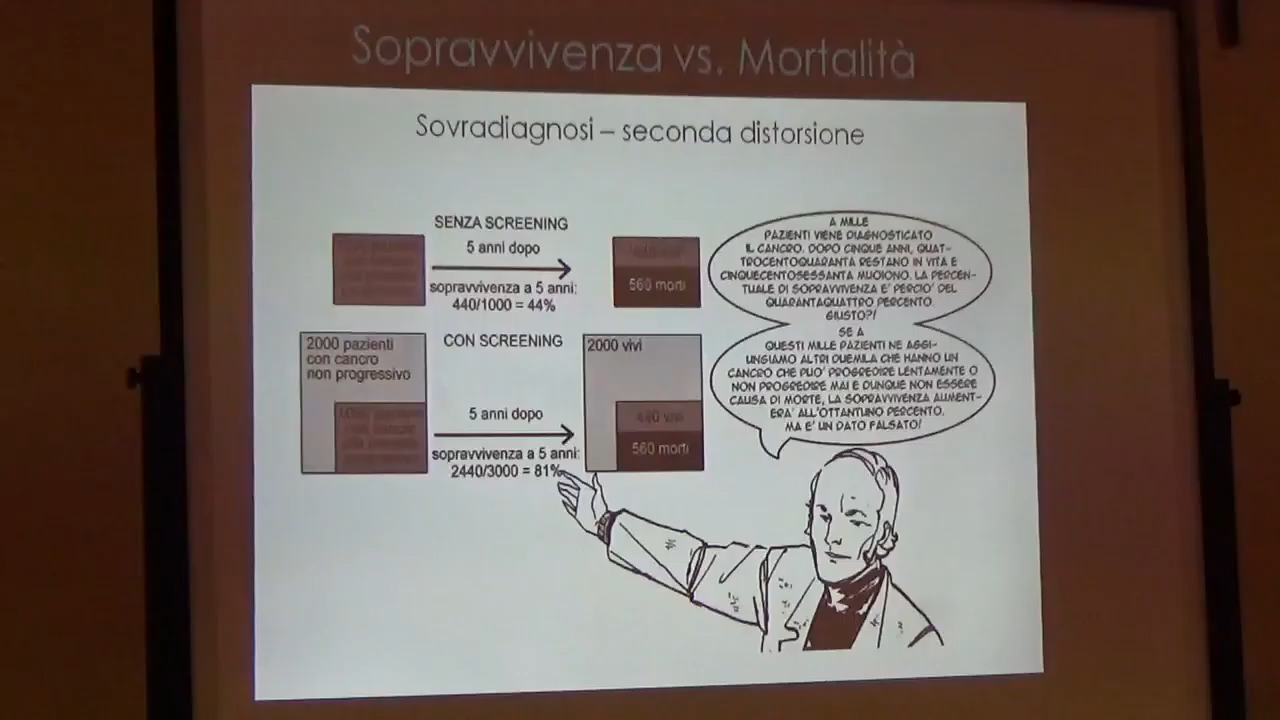 Sopravvivenza vs. Mortalità
Sovradiagnosi – seconda distorsione
SENZA SCREENING
5 anni dopo
sopravvivenza a 5 anni:
440/1000 = 44%
560 morti
2000 pazienti
con cancro
non progressivo
CON SCREENING
5 anni dopo
sopravvivenza a 5 anni:
2440/3000 = 81%
2000 vivi
440 vivi
560 morti
A MILLE
PAZIENTI VIENE DIAGNOSTICATO
IL CANCRO. DOPO CINQUE ANNI, QUAT-
TROCENTOQUARANTA RESTANO IN VITA E
CINQUECENTOSESSANTA MUOIONO. LA PERCEN-
TUALE DI SOPRAVVIVENZA E' PERCIO' DEL
QUARANTAQUATTRO PERCENTO.
GIUSTO?!
SE A
QUESTI MILLE PAZIENTI NE AGGI-
UNGIAMO ALTRI DUEMILA CHE HANNO UN
CANCRO CHE PUO' PROGREDIRE LENTAMENTE O
NON PROGREDIRE MAI E DUNQUE NON ESSERE
CAUSA DI MORTE, LA SOPRAVVIVENZA AUMENT-
ERA' ALL'OTTANTUNO PERCENTO.
MA E' UN DATO FALSATO!